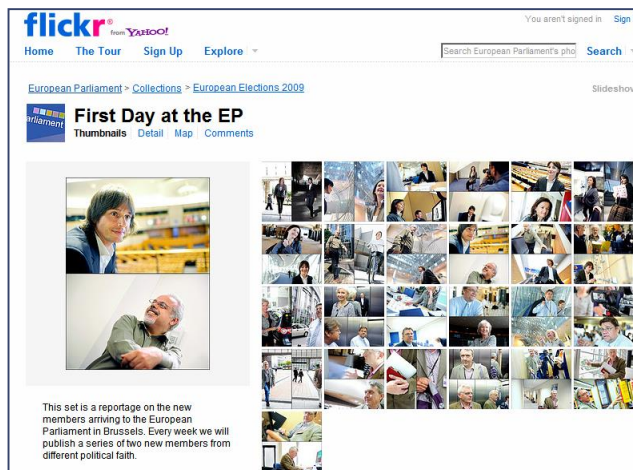 flickr® from YAHOO!
You aren't signed in Sign
Home The Tour Sign Up Explore
Search European Parliament's pho Search
European Parliament > Collections > European Elections 2009
Slideshow
arliament
First Day at the EP
Thumbnails Detail Map Comments
This set is a reportage on the new
members arriving to the European
Parliament in Brussels. Every week we will
publish a series of two new members from
different political faith.